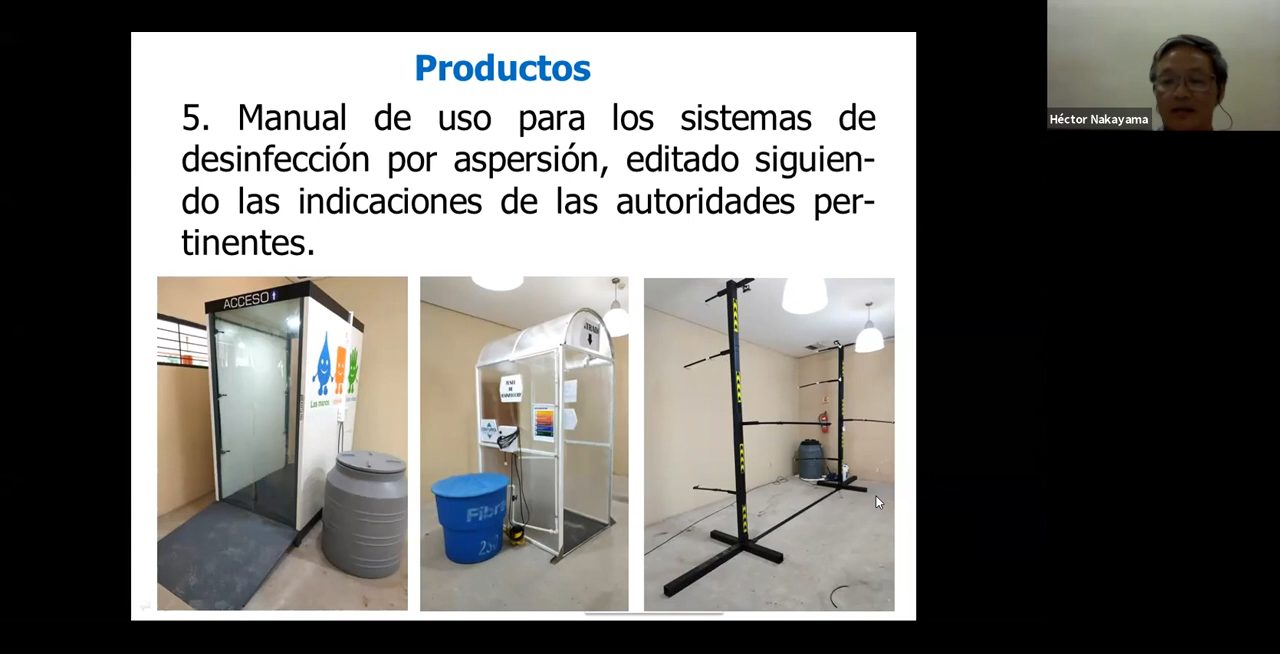 Productos
5. Manual de uso para los sistemas de
desinfección por aspersión, editado siguien-
do las indicaciones de las autoridades per-
tinentes.
Héctor Nakayama
ACCESO
Las manos
Fibra